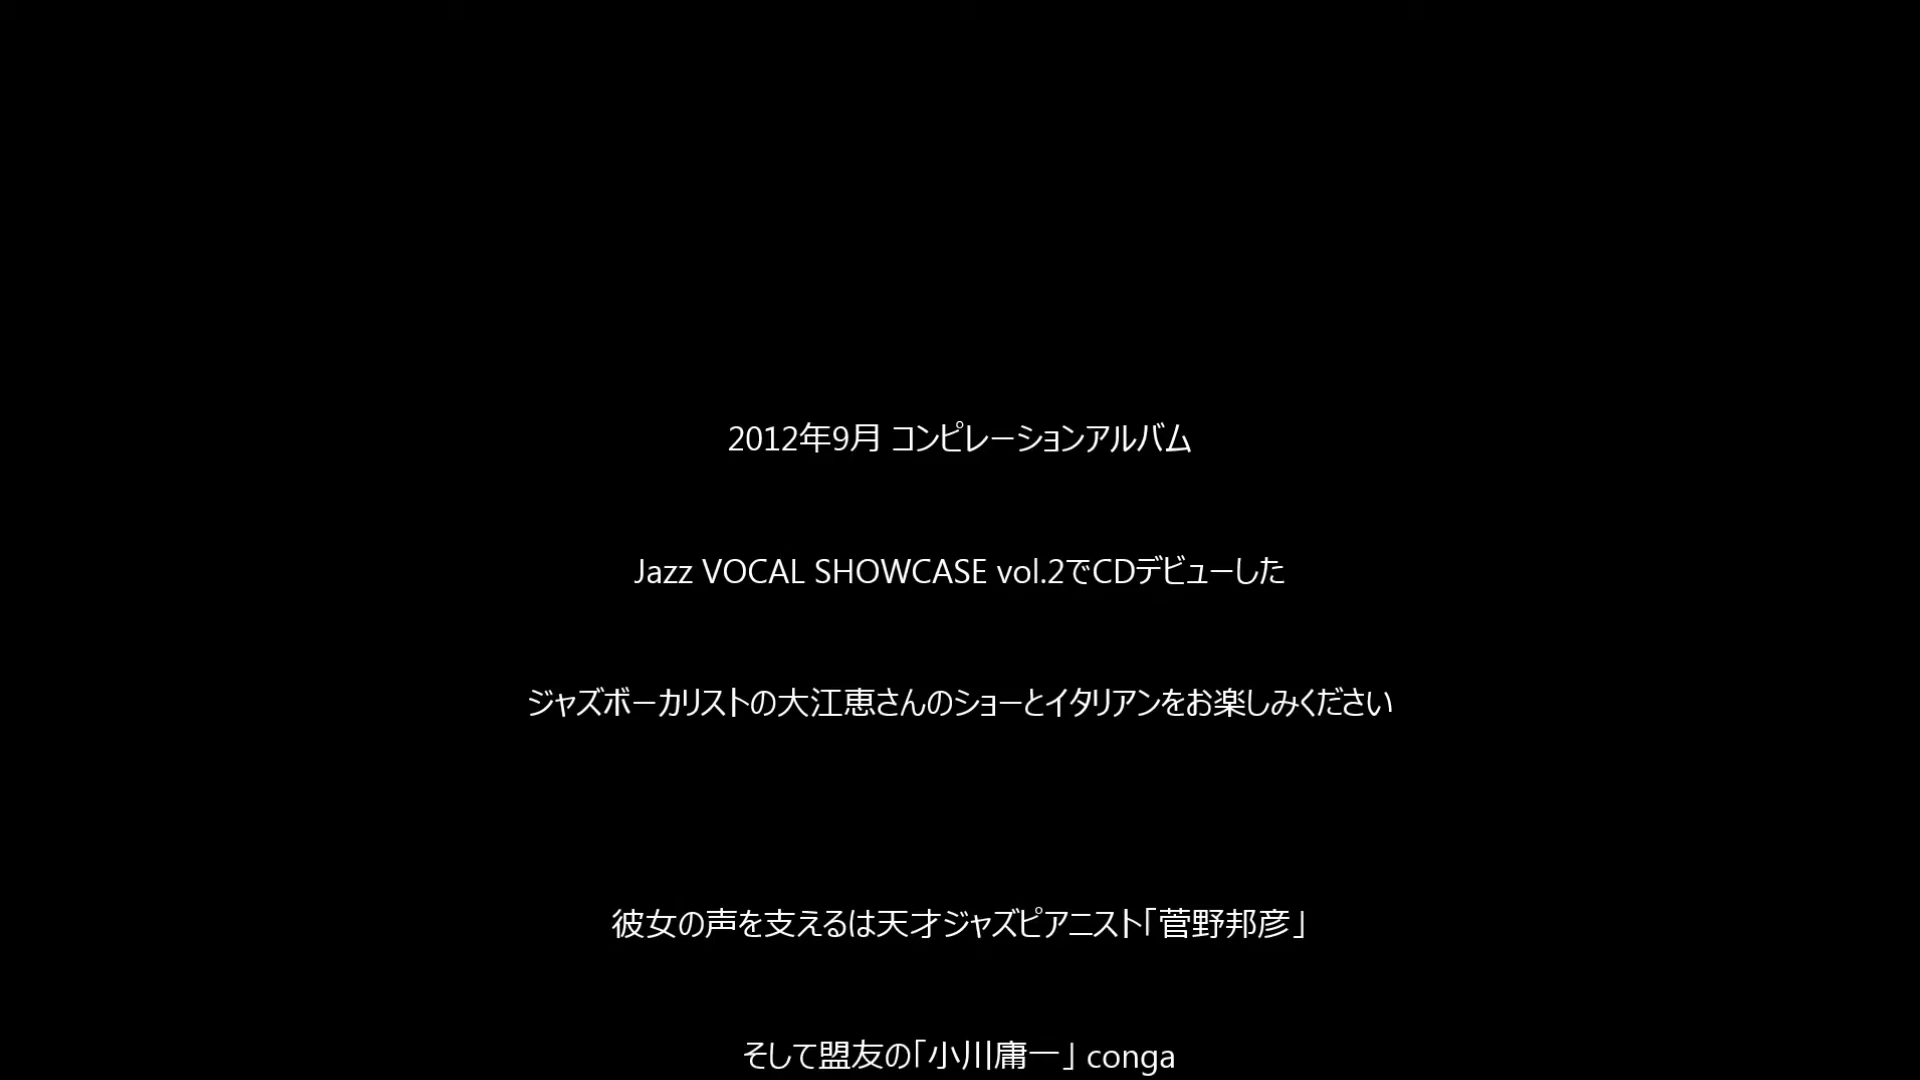 2012年9月 コンピレーションアルバム
Jazz VOCAL SHOWCASE vol.2でCDデビューした
ジャズボーカリストの大江恵さんのショーとイタリアンをお楽しみください
彼女の声を支えるは天才ジャズピアニスト「菅野邦彦」
そして盟友の「小川庸一」 conga